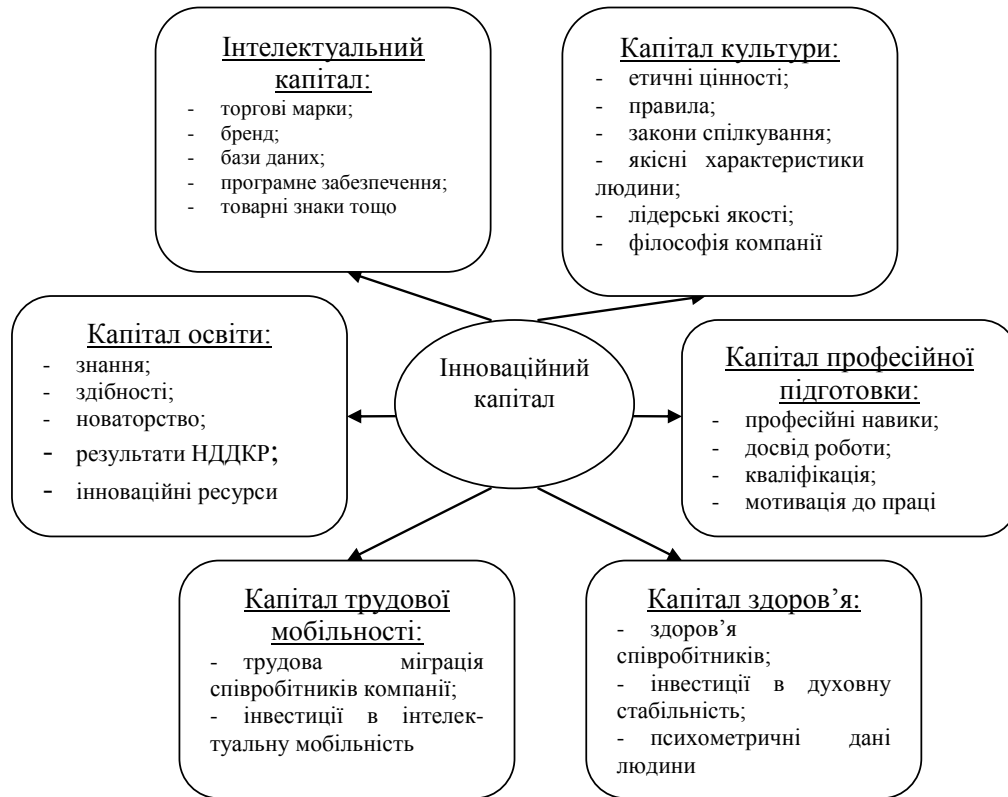 Інтелектуальний
капітал:
- торгові марки;
- бренд;
- бази даних;
- програмне забезпечення;
- товарні знаки тощо
Капітал культури:
- етичні цінності;
- правила;
- закони спілкування;
- якісні характеристики
людини;
- лідерські якості;
- філософія компанії
Капітал освіти:
- знання;
- здібності;
- новаторство;
- результати НДДКР;
- інноваційні ресурси
Інноваційний
капітал
Капітал професійної
підготовки:
- професійні навики;
- досвід роботи;
- кваліфікація;
- мотивація до праці
Капітал трудової
мобільності:
- трудова міграція
співробітників компанії;
- інвестиції в інтелек-
туальну мобільність
Капітал здоров’я:
- здоров’я
співробітників;
- інвестиції в духовну
стабільність;
- психометричні дані
людини